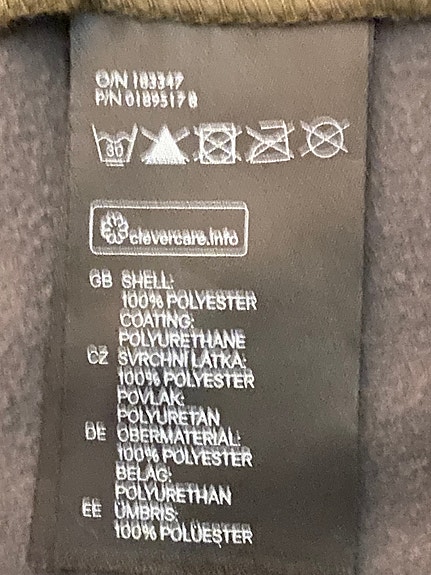 O/N 183347
P/N 01895178
30
clevercare.info
GB SHELL:
100% POLYESTER
COATING:
POLYURETHANE
CZ SVRCHNÍ LÁTKA:
100% POLYESTER
POVLAK:
POLYURETAN
DE OBERMATERIAL:
100% POLYESTER
BELAG:
POLYURETHAN
EE ÜMBRIS:
100% POLÜESTER